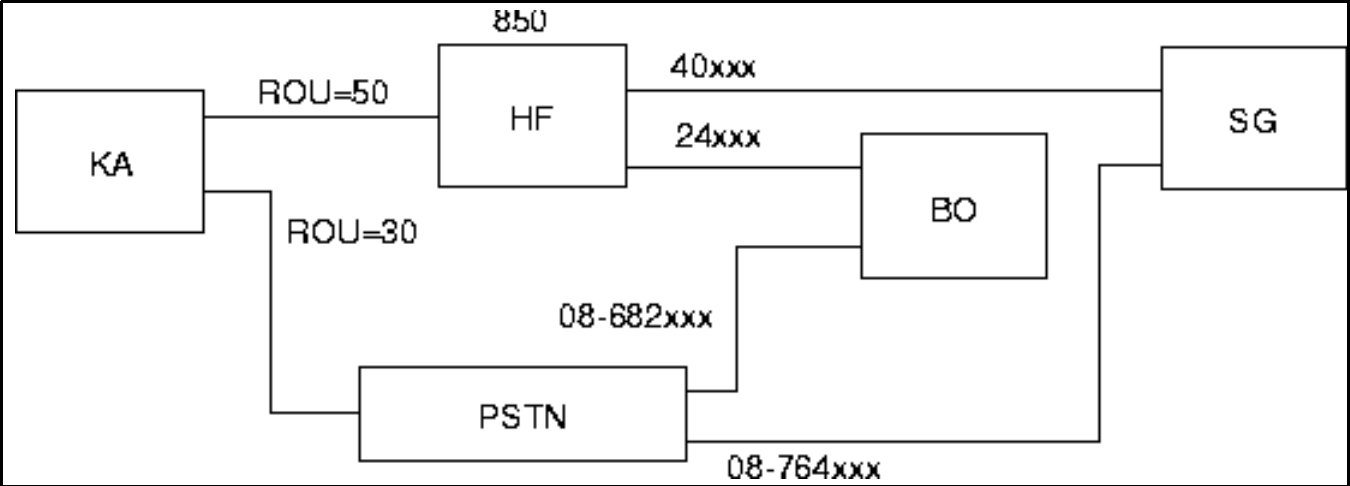 850
ROU=50
HF
40xxx
SG
KA
24xxx
BO
ROU=30
08-682xxx
PSTN
08-764xxx